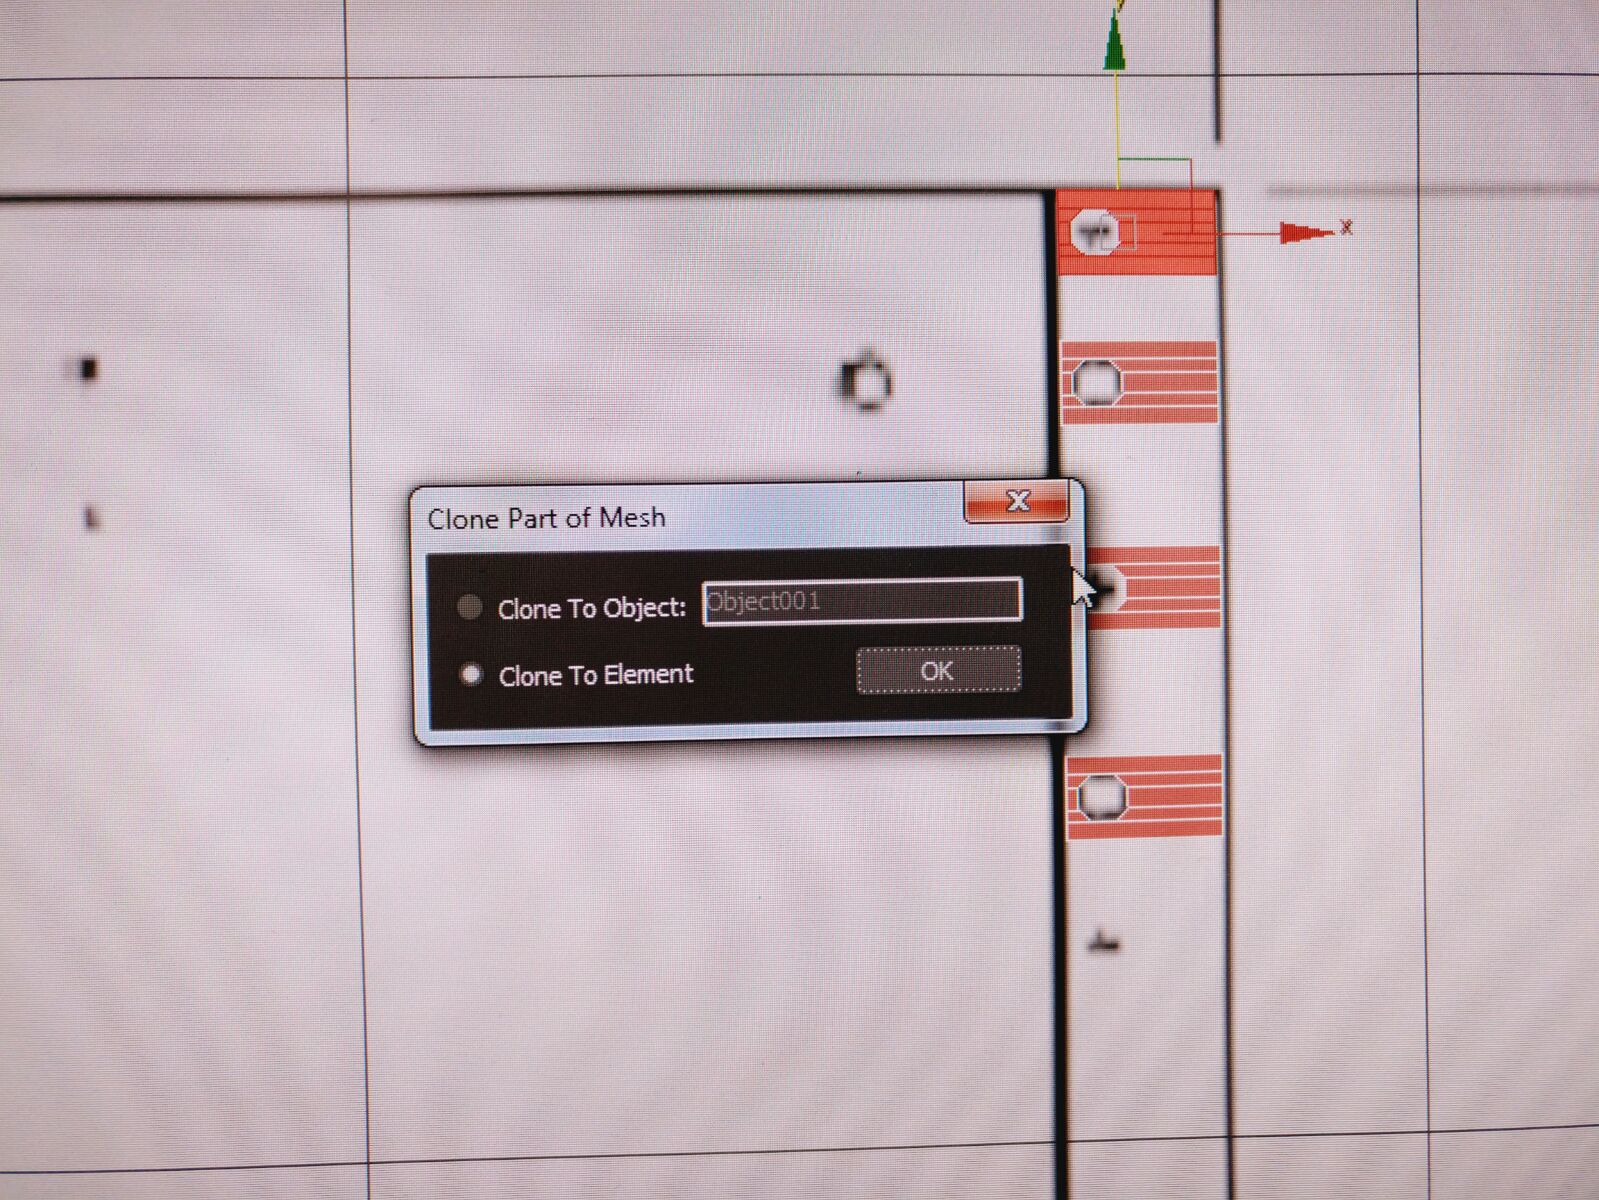 x
Clone Part of Mesh
Clone To Object: Object001
Clone To Element
OK